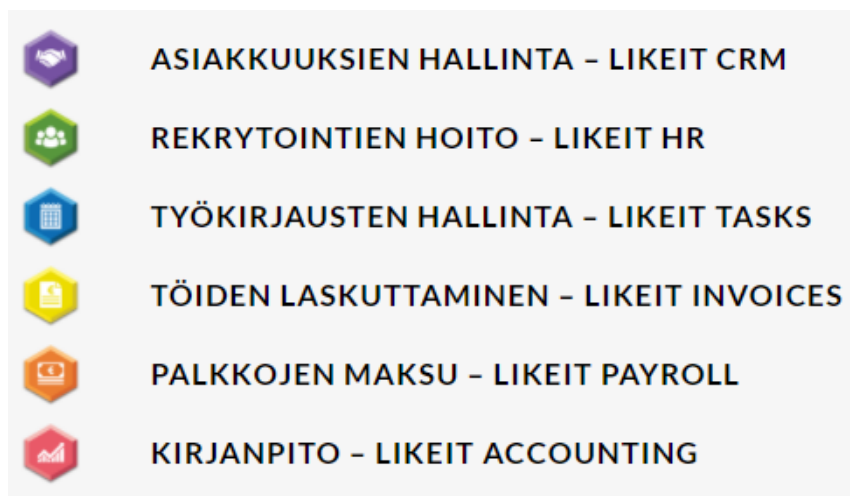 ASIAKKUUKSIEN HALLINTA – LIKEIT CRM
REKRYTOINTIEN HOITO – LIKEIT HR
TYÖKIRJAUSTEN HALLINTA – LIKEIT TASKS
TÖIDEN LASKUTTAMINEN – LIKEIT INVOICES
PALKKOJEN MAKSU – LIKEIT PAYROLL
KIRJANPITO – LIKEIT ACCOUNTING